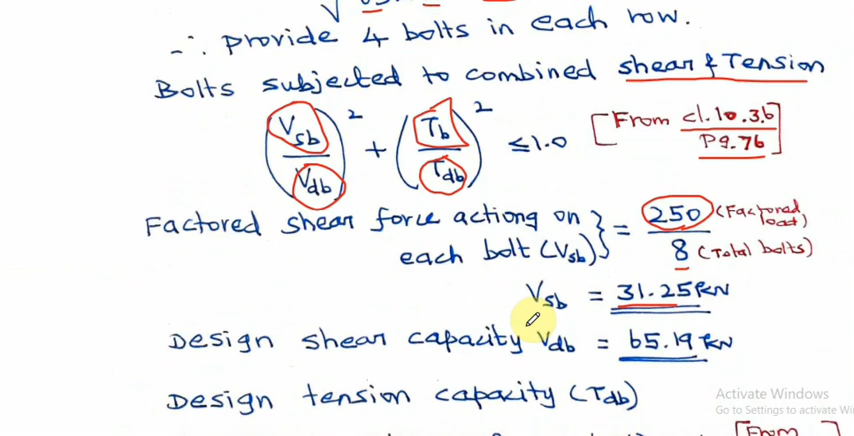 ∴ Provide 4 bolts in each row.
Bolts subjected to combined shear & Tension
(Vsb/Vdb)² + (Tb/Tdb)² ≤ 1.0 [From cl.10.3.6 Pg.76]
Factored shear force actiong on each bolt (Vsb) } = 250 (Factored load) / 8 (Total bolts)
Vsb = 31.25 kN
Design shear capacity Vdb = 65.19 kN
Design tension capacity (Tdb)
Activate Windows
Go to Settings to activate Wi
[From